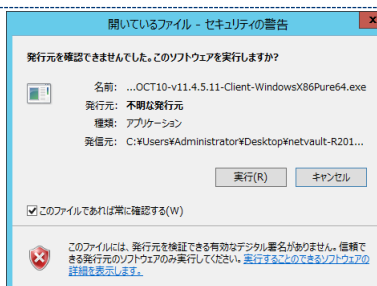 開いているファイル - セキュリティの警告
発行元を確認できませんでした。このソフトウェアを実行しますか?
名前: ...OCT10-v11.4.5.11-Client-WindowsX86Pure64.exe
発行元: 不明な発行元
種類: アプリケーション
発信元: C:¥Users¥Administrator¥Desktop¥netvault-R201...
実行(R) キャンセル
このファイルであれば常に確認する(W)
このファイルには、発行元を検証できる有効なデジタル署名がありません。信頼で
きる発行元のソフトウェアのみ実行してください。実行することのできるソフトウェアの
詳細を表示します。